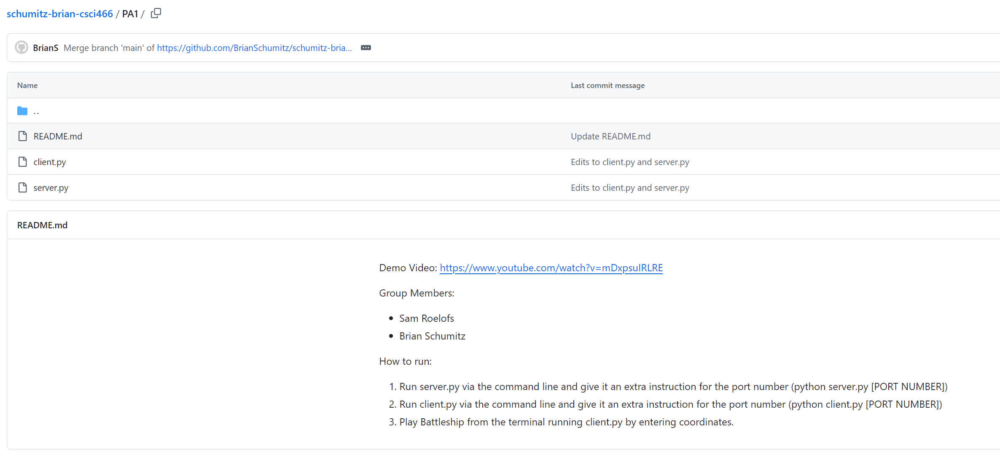 schumitz-brian-csci466 / PA1 /
BrianS Merge branch 'main' of https://github.com/BrianSchumitz/schumitz-bria...
Name Last commit message
..
README.md Update README.md
client.py Edits to client.py and server.py
server.py Edits to client.py and server.py
README.md
Demo Video: https://www.youtube.com/watch?v=mDxpsuIRLRE
Group Members:
• Sam Roelofs
• Brian Schumitz
How to run:
1. Run server.py via the command line and give it an extra instruction for the port number (python server.py [PORT NUMBER])
2. Run client.py via the command line and give it an extra instruction for the port number (python client.py [PORT NUMBER])
3. Play Battleship from the terminal running client.py by entering coordinates.